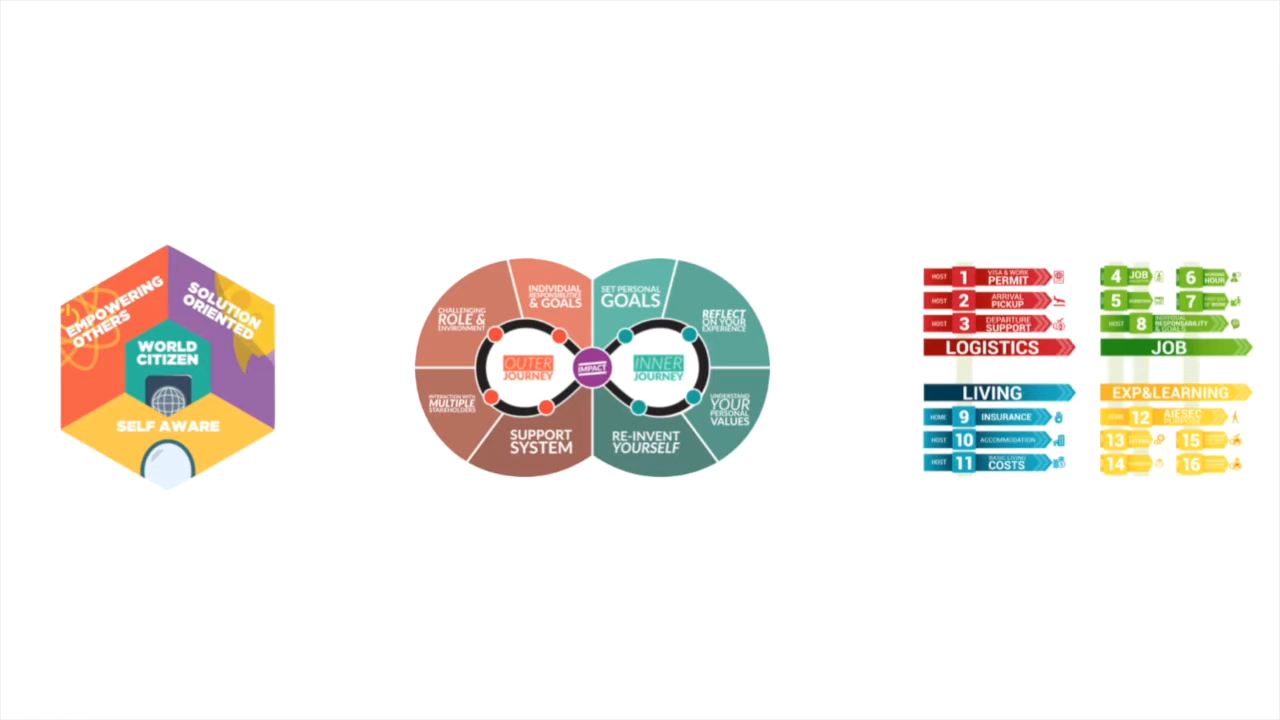 EMPOWERING
OTHERS
SOLUTION
ORIENTED
WORLD
CITIZEN
SELF AWARE
CHALLENGING
ROLE &
ENVIRONMENT
INDIVIDUAL
RESPONSIBILITIES
& GOALS
SET PERSONAL
GOALS
REFLECT
ON YOUR
EXPERIENCE
OUTER
JOURNEY
IMPACT
INNER
JOURNEY
INTERACTION WITH
MULTIPLE
STAKEHOLDERS
SUPPORT
SYSTEM
RE-INVENT
YOURSELF
UNDERSTAND
YOUR
PERSONAL
VALUES
HOST 1 VISA & WORK
PERMIT
HOST 2 ARRIVAL
PICKUP
HOST 3 DEPARTURE
SUPPORT
LOGISTICS
4 JOB
5
6 HOUR
7
HOST 8 INDIVIDUAL
RESPONSABILITY
& GOALS
JOB
LIVING
HOME 9 INSURANCE
HOST 10 ACCOMMODATION
HOST 11 BASIC LIVING
COSTS
EXP&LEARNING
HOME 12 AIESEC
13
14
15
16